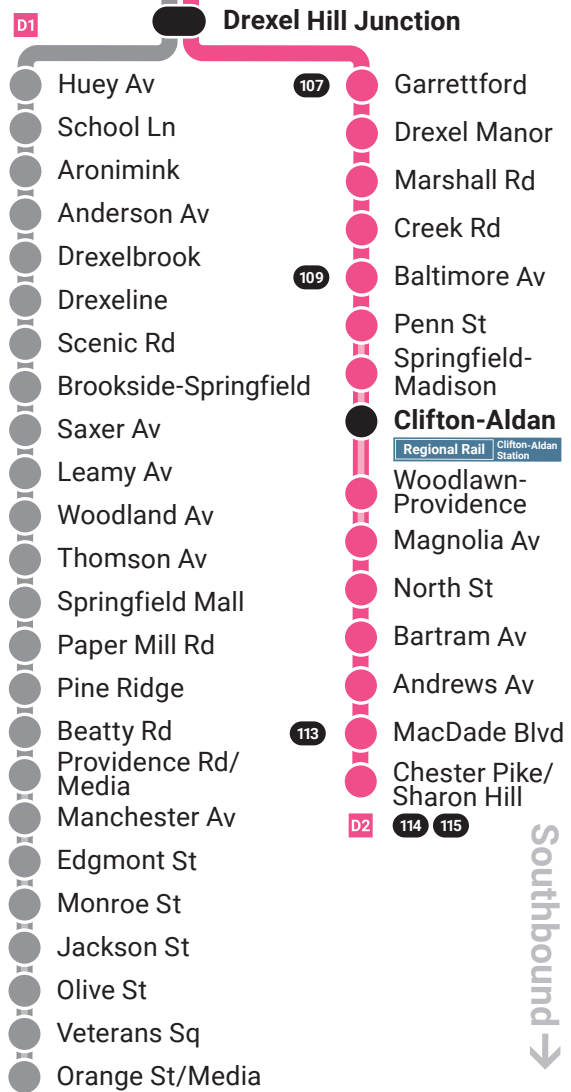 D1
Drexel Hill Junction
Huey Av
School Ln
Aronimink
Anderson Av
Drexelbrook
Drexeline
Scenic Rd
Brookside-Springfield
Saxer Av
Leamy Av
Woodland Av
Thomson Av
Springfield Mall
Paper Mill Rd
Pine Ridge
Beatty Rd
Providence Rd/
Media
Manchester Av
Edgmont St
Monroe St
Jackson St
Olive St
Veterans Sq
Orange St/Media
107 Garrettford
Drexel Manor
Marshall Rd
Creek Rd
109 Baltimore Av
Penn St
Springfield-
Madison
Clifton-Aldan
Regional Rail Clifton-Aldan
Station
Woodlawn-
Providence
Magnolia Av
North St
Bartram Av
Andrews Av
113 MacDade Blvd
Chester Pike/
Sharon Hill
D2 114 115
Southbound →